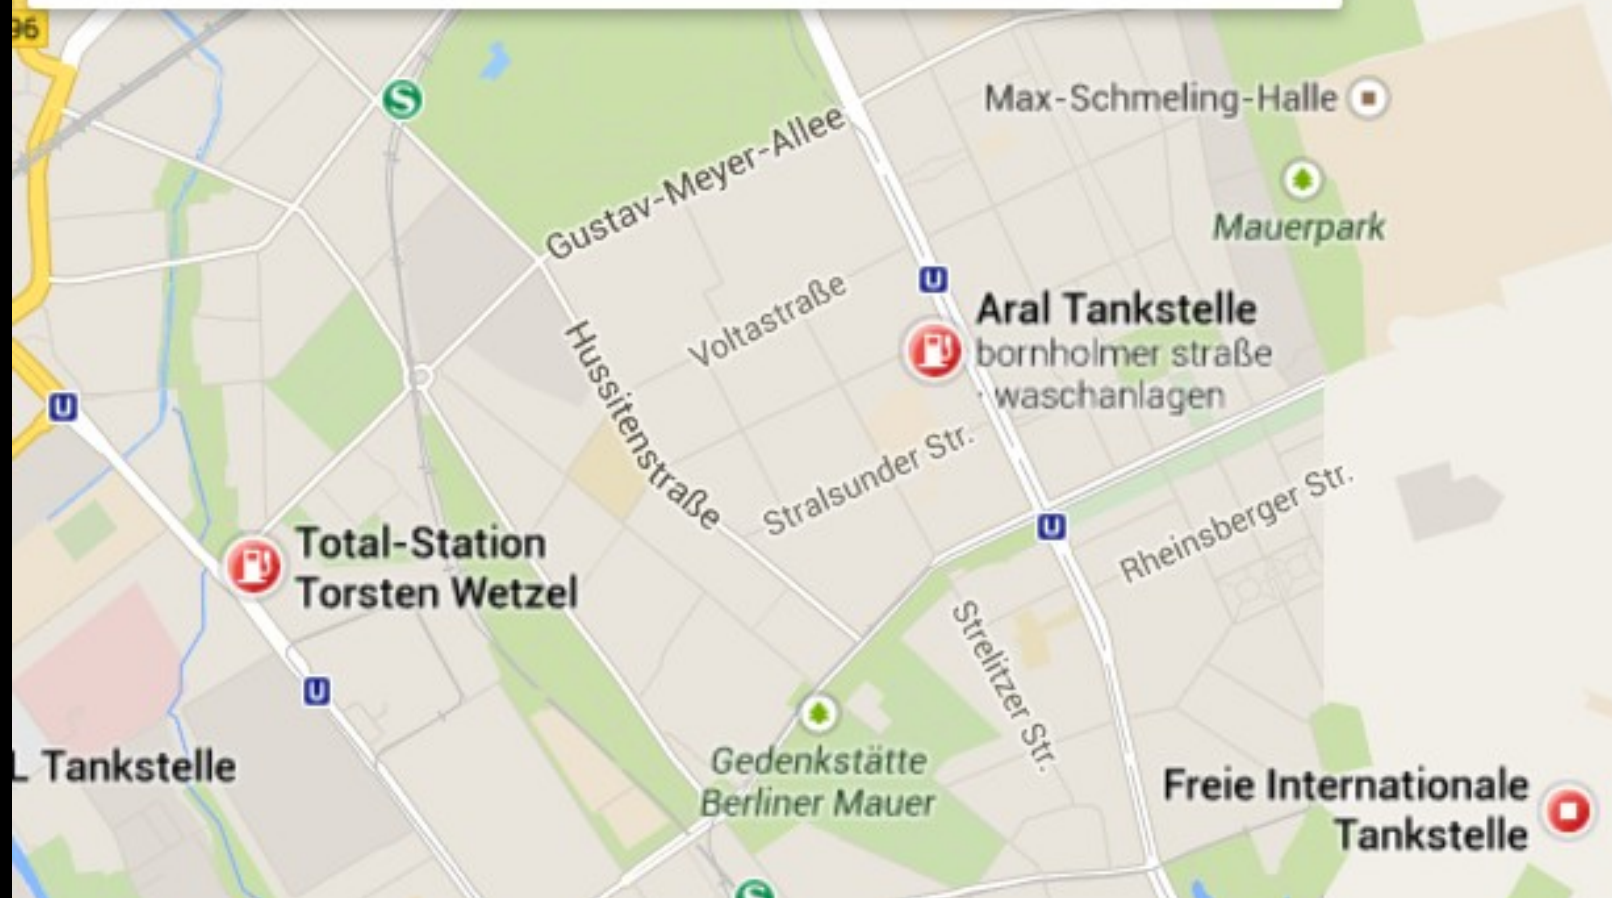 96
S
Max-Schmeling-Halle
Gustav-Meyer-Allee
Mauerpark
U
Aral Tankstelle
bornholmer straße
- waschanlagen
Voltastraße
Hussitenstraße
U
Stralsunder Str.
Rheinsberger Str.
U
Total-Station
Torsten Wetzel
Strelitzer Str.
U
Gedenkstätte
Berliner Mauer
L Tankstelle
Freie Internationale
Tankstelle
S